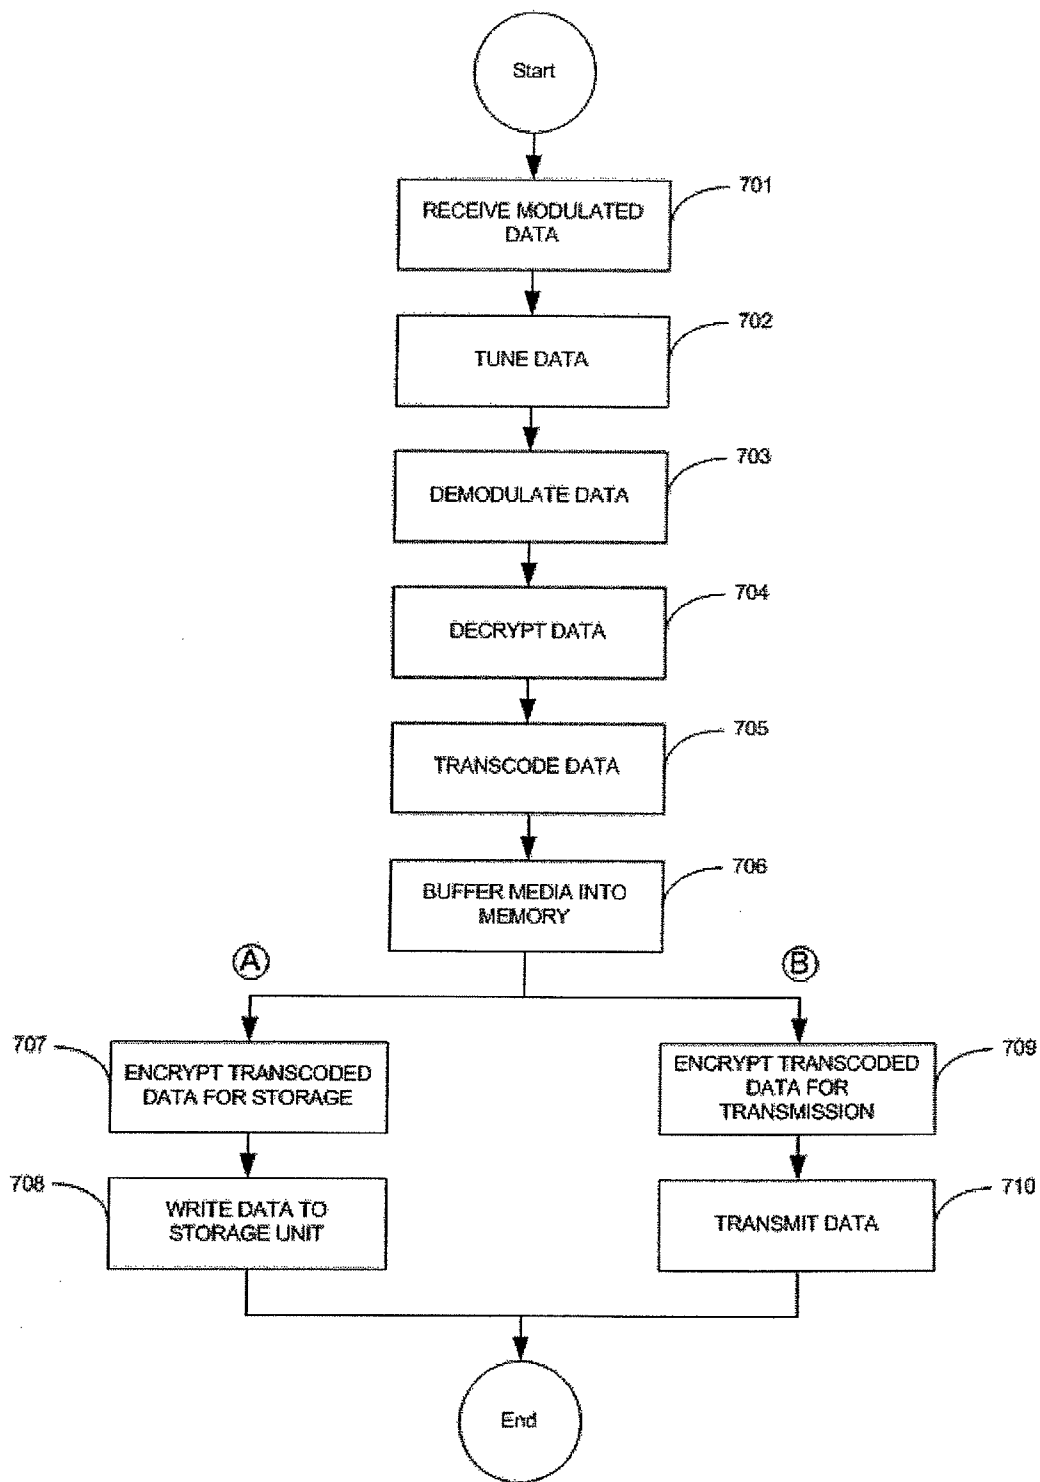 Start
RECEIVE MODULATED
DATA
701
TUNE DATA
702
DEMODULATE DATA
703
DECRYPT DATA
704
TRANSCODE DATA
705
BUFFER MEDIA INTO
MEMORY
706
A
B
707
ENCRYPT TRANSCODED
DATA FOR STORAGE
ENCRYPT TRANSCODED
DATA FOR
TRANSMISSION
709
708
WRITE DATA TO
STORAGE UNIT
TRANSMIT DATA
710
End